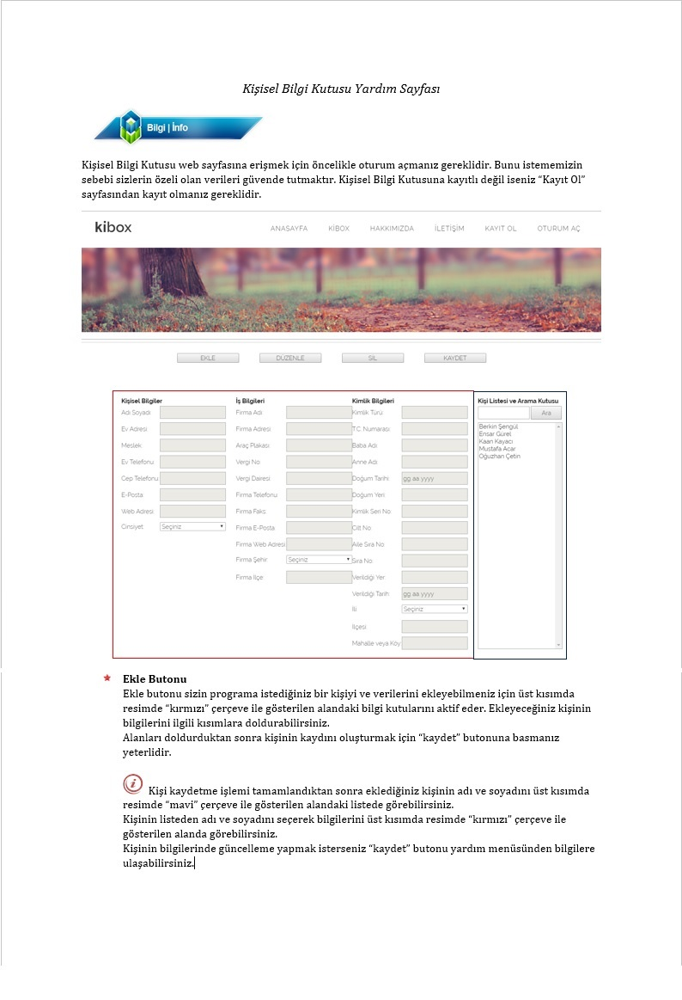 Kişisel Bilgi Kutusu Yardım Sayfası
Bilgi | İnfo
Kişisel Bilgi Kutusu web sayfasına erişmek için öncelikle oturum açmanız gereklidir. Bunu istememizin
sebebi sizlerin özeli olan verileri güvende tutmaktır. Kişisel Bilgi Kutusuna kayıtlı değil iseniz “Kayıt Ol”
sayfasından kayıt olmanız gereklidir.
kibox
ANASAYFA KİBOX HAKKIMIZDA İLETİŞİM KAYIT OL OTURUM AÇ
EKLE DÜZENLE SİL KAYDET
Kişisel Bilgiler
Adı Soyadı
Ev Adresi
Meslek
Ev Telefonu
Cep Telefonu
E-Posta
Web Adresi
Cinsiyet Seçiniz
İş Bilgileri
Firma Adı
Firma Adresi
Araç Plakası
Vergi No
Vergi Dairesi
Firma Telefonu
Firma Faks
Firma E-Posta
Firma Web Adresi
Firma Şehir Seçiniz
Firma İlçe
Kimlik Bilgileri
Kimlik Türü
T.C. Numarası
Baba Adı
Anne Adı
Doğum Tarihi gg.aa.yyyy
Doğum Yeri
Kimlik Seri No
Cilt No
Aile Sıra No
Sıra No
Verildiği Yer
Verildiği Tarih gg.aa.yyyy
İli Seçiniz
İlçesi
Mahalle veya Köy
Kişi Listesi ve Arama Kutusu
Ara
Berkin Şengül
Ensar Gürel
Kaan Kayacı
Mustafa Acar
Oğuzhan Çetin
Ekle Butonu
Ekle butonu sizin programa istediğiniz bir kişiyi ve verilerini ekleyebilmeniz için üst kısımda
resimde “kırmızı” çerçeve ile gösterilen alandaki bilgi kutularını aktif eder. Ekleyeceğiniz kişinin
bilgilerini ilgili kısımlara doldurabilirsiniz.
Alanları doldurduktan sonra kişinin kaydını oluşturmak için “kaydet” butonuna basmanız
yeterlidir.
i Kişi kaydetme işlemi tamamlandıktan sonra eklediğiniz kişinin adı ve soyadını üst kısımda
resimde “mavi” çerçeve ile gösterilen alandaki listede görebilirsiniz.
Kişinin listeden adı ve soyadını seçerek bilgilerini üst kısımda resimde “kırmızı” çerçeve ile
gösterilen alanda görebilirsiniz.
Kişinin bilgilerinde güncelleme yapmak isterseniz “kaydet” butonu yardım menüsünden bilgilere
ulaşabilirsiniz.